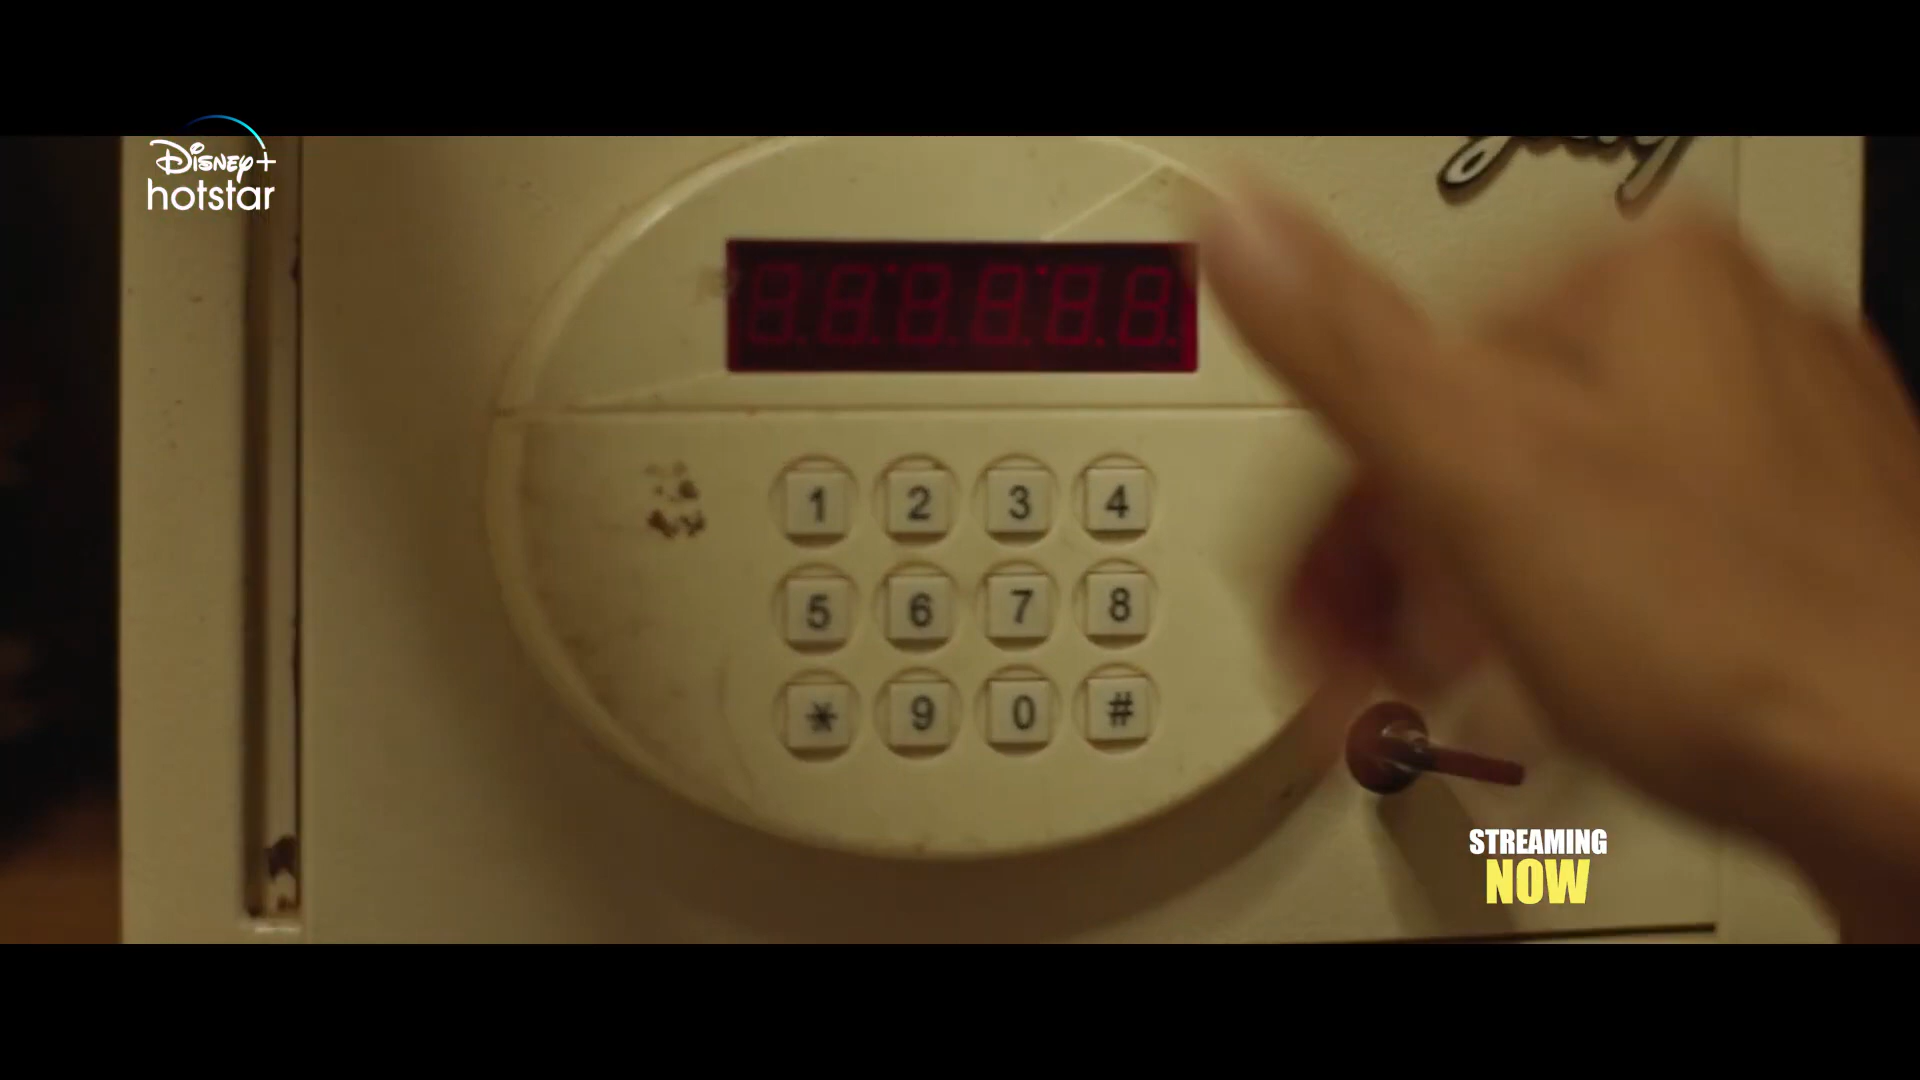 Disney+
hotstar
1 2 3 4
5 6 7 8
* 9 0 #
STREAMING
NOW